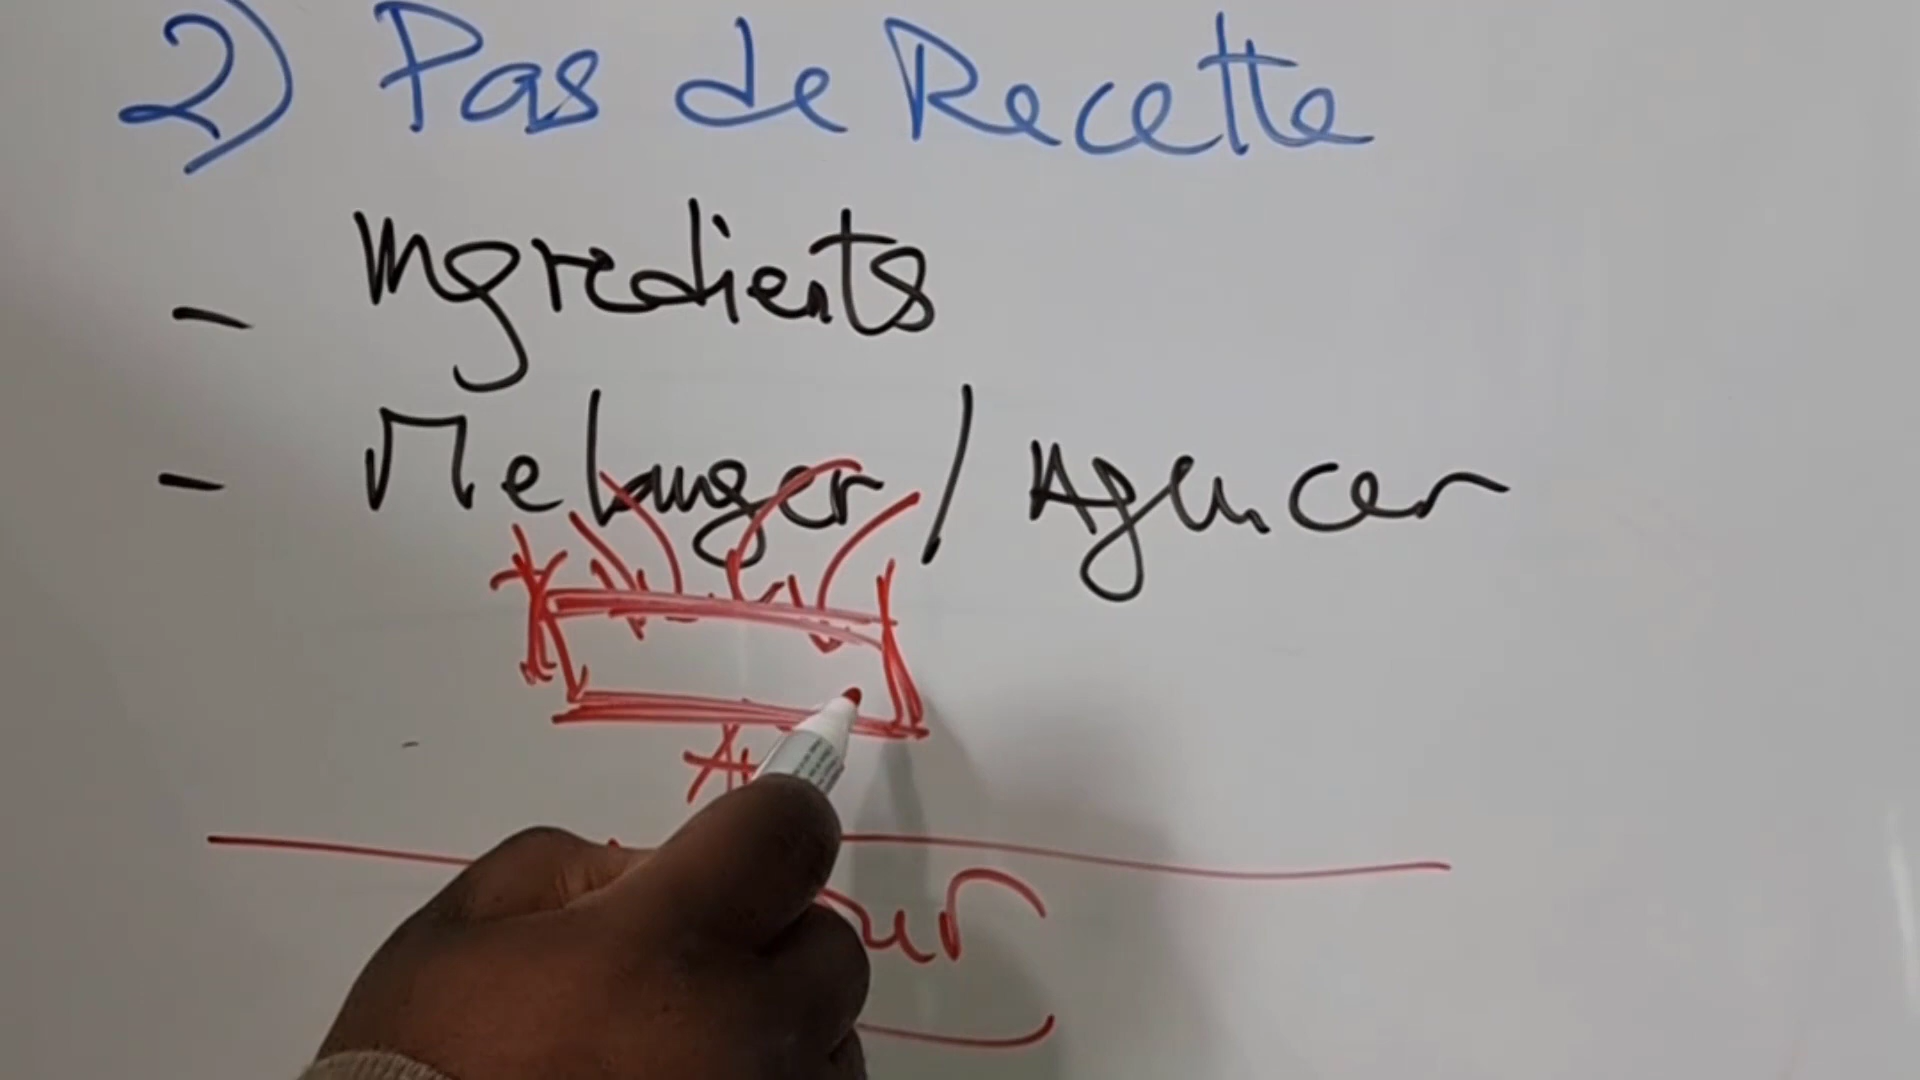 2) Pas de Recette
- Ingredients
- Melanger / Agencer